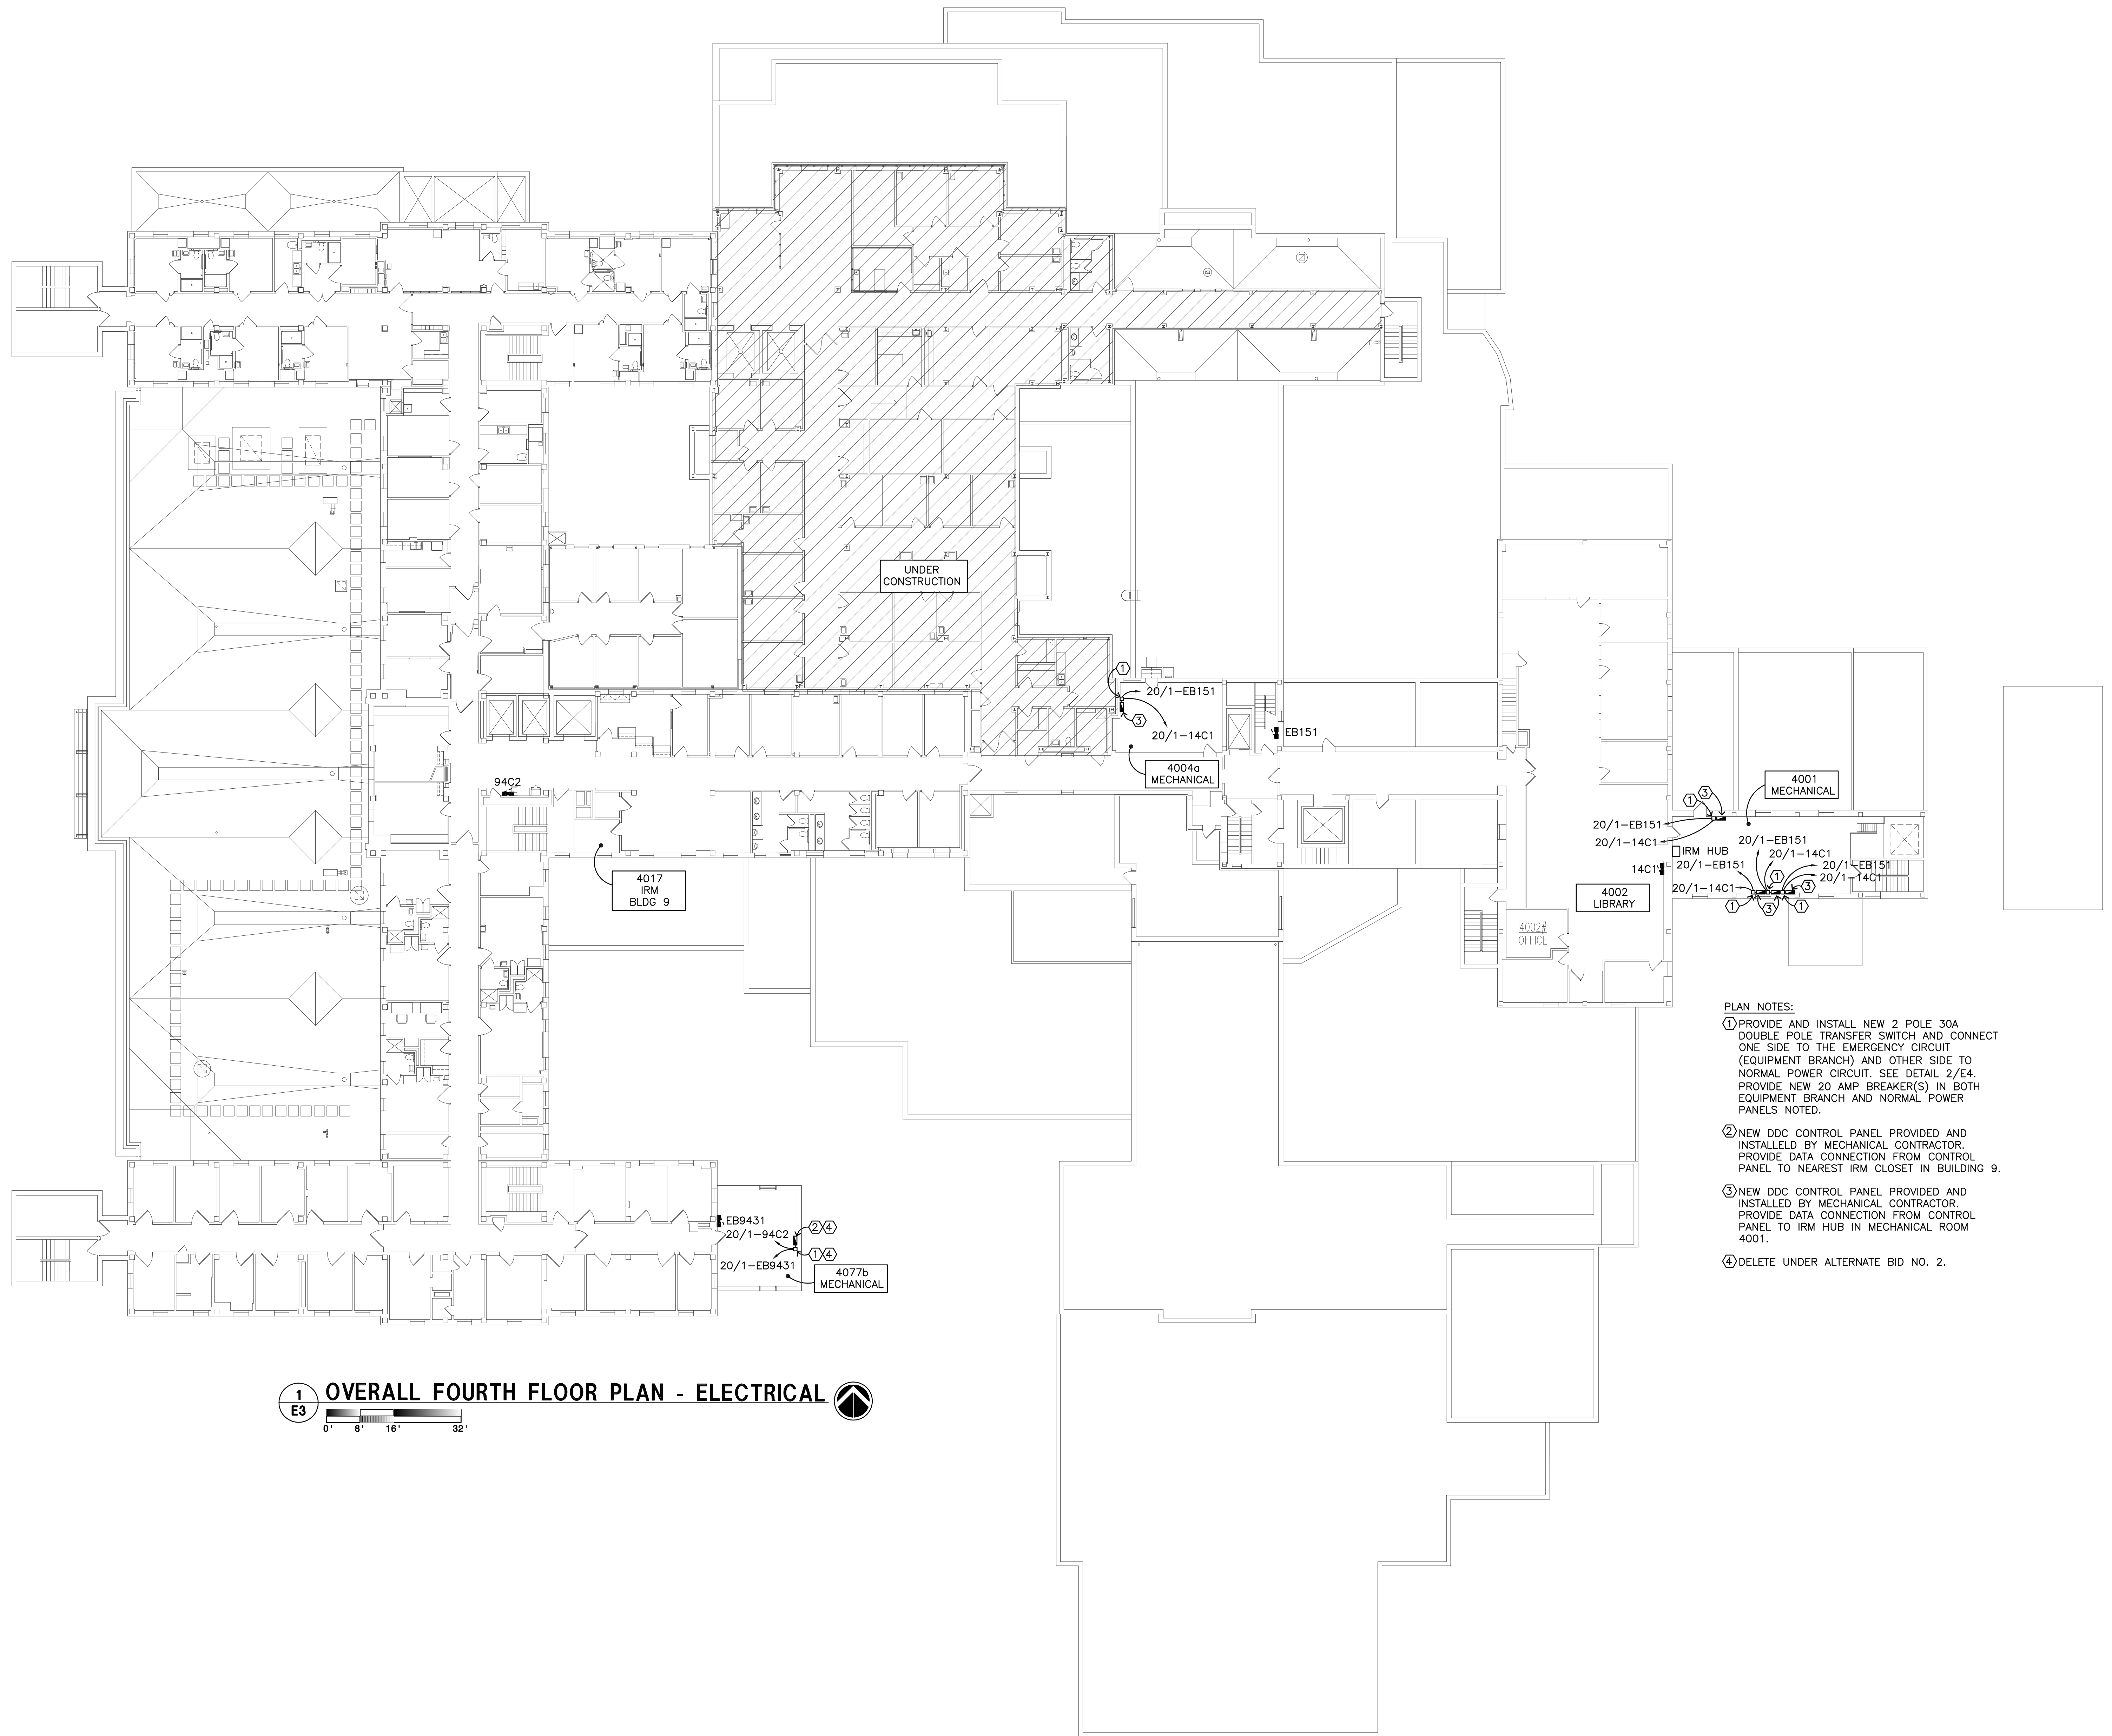 UNDER
CONSTRUCTION
1
20/1-EB151
3
20/1-14C1
EB151
4004a
MECHANICAL
94C2
4017
IRM
BLDG 9
4001
MECHANICAL
3
1
20/1-EB151
20/1-14C1
IRM HUB
20/1-EB151
20/1-14C1
20/1-EB151
20/1-EB151
20/1-14C1
1
3
14C1
20/1-14C1
1
3
1
4002
LIBRARY
4002
OFFICE
EB9431
20/1-94C2
2 4
1 4
20/1-EB9431
4077b
MECHANICAL
PLAN NOTES:
1 PROVIDE AND INSTALL NEW 2 POLE 30A
DOUBLE POLE TRANSFER SWITCH AND CONNECT
ONE SIDE TO THE EMERGENCY CIRCUIT
(EQUIPMENT BRANCH) AND OTHER SIDE TO
NORMAL POWER CIRCUIT. SEE DETAIL 2/E4.
PROVIDE NEW 20 AMP BREAKER(S) IN BOTH
EQUIPMENT BRANCH AND NORMAL POWER
PANELS NOTED.
2 NEW DDC CONTROL PANEL PROVIDED AND
INSTALLELD BY MECHANICAL CONTRACTOR.
PROVIDE DATA CONNECTION FROM CONTROL
PANEL TO NEAREST IRM CLOSET IN BUILDING 9.
3 NEW DDC CONTROL PANEL PROVIDED AND
INSTALLED BY MECHANICAL CONTRACTOR.
PROVIDE DATA CONNECTION FROM CONTROL
PANEL TO IRM HUB IN MECHANICAL ROOM
4001.
4 DELETE UNDER ALTERNATE BID NO. 2.
1
E3
OVERALL FOURTH FLOOR PLAN - ELECTRICAL
0' 8' 16' 32'